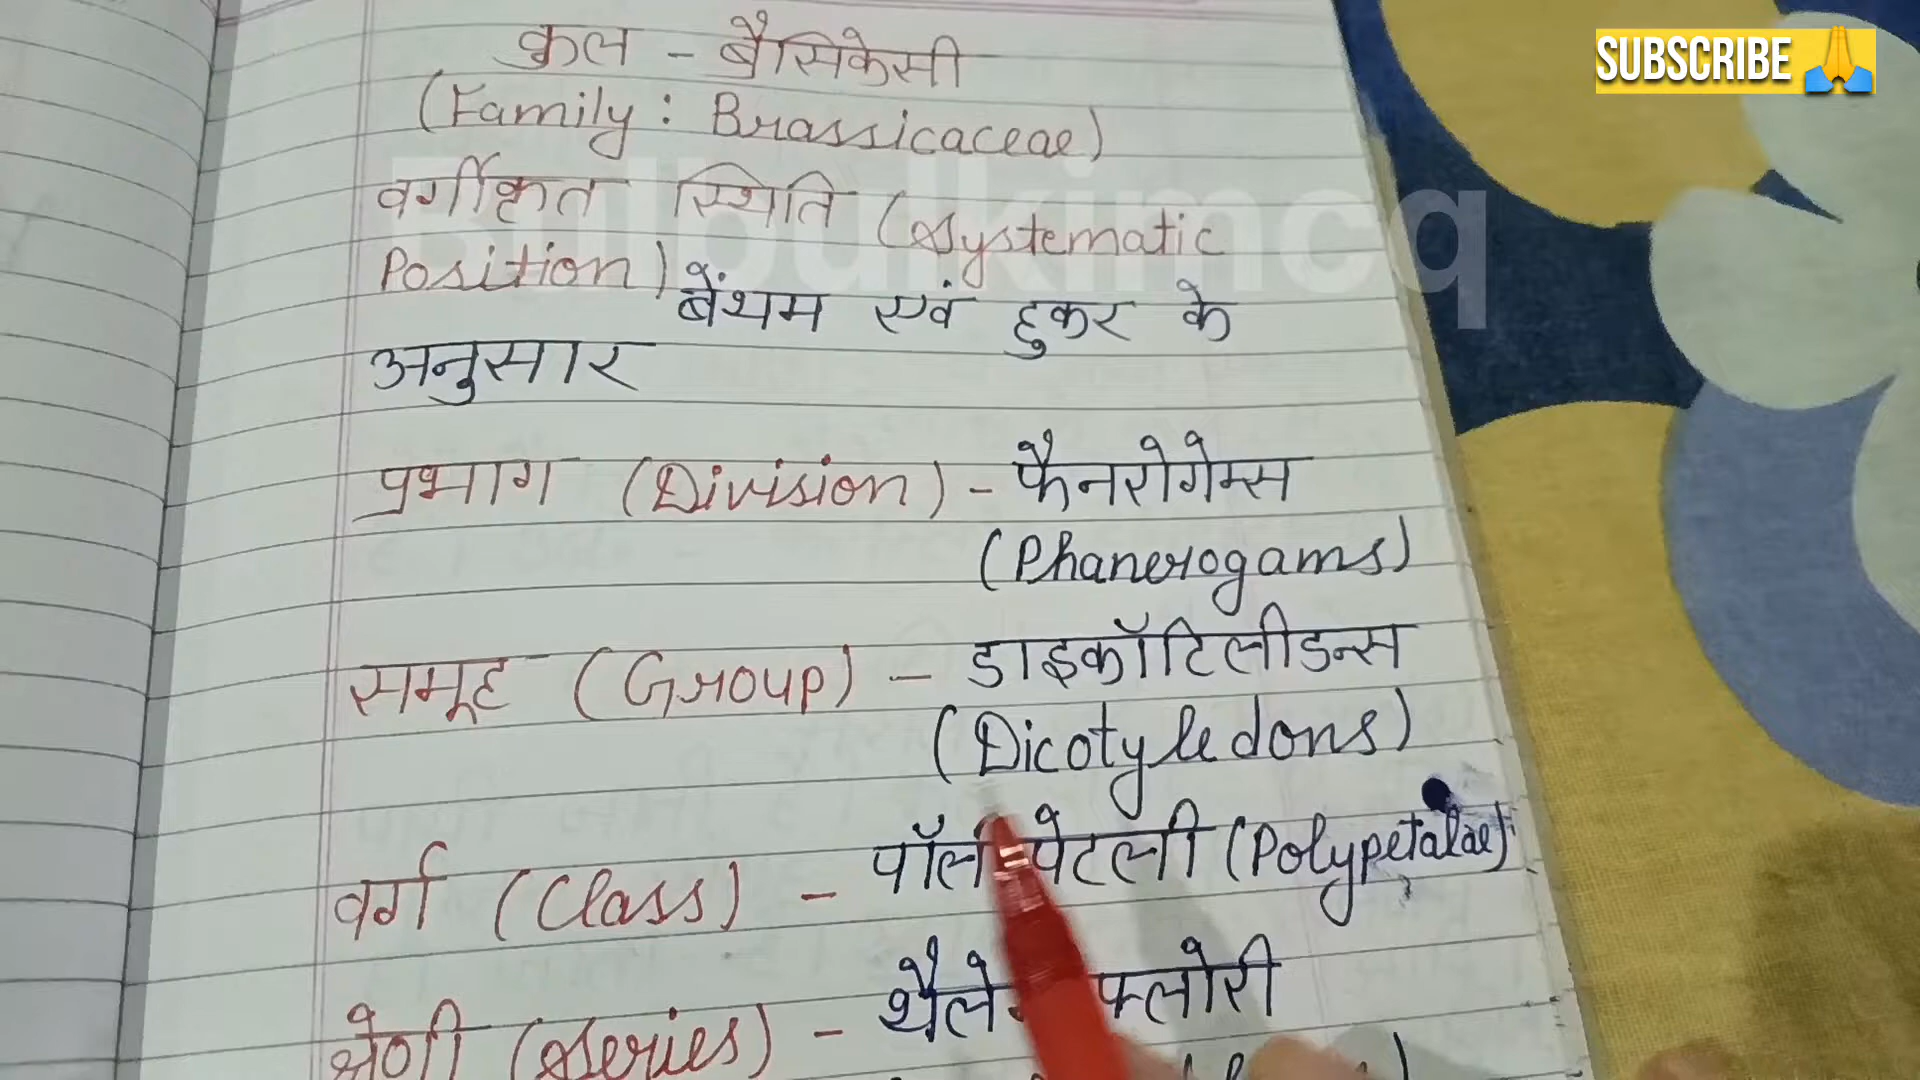 SUBSCRIBE
कुल - बैसिकेसी
(Family : Brassicaceae)
वर्गीकृत स्थिति (Systematic
Position) बेंथम एवं हुकर के
अनुसार
प्रभाग (Division) - फैनरोगेम्स
(Phanerogams)
समूह (Group) - डाइकॉटिलीडन्स
(Dicotyledons)
वर्ग (Class) - पेटली (Polypetalae)
श्रेणी (Series) - फ्लोरी
Bulbulkimcq